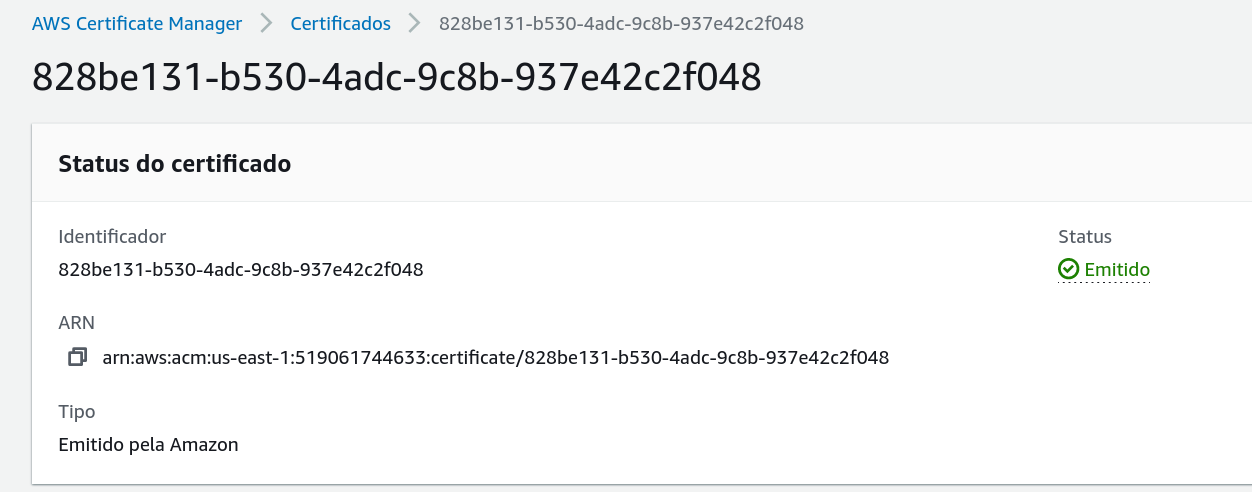 AWS Certificate Manager > Certificados > 828be131-b530-4adc-9c8b-937e42c2f048
828be131-b530-4adc-9c8b-937e42c2f048
Status do certificado
Identificador
828be131-b530-4adc-9c8b-937e42c2f048
Status
Emitido
ARN
arn:aws:acm:us-east-1:519061744633:certificate/828be131-b530-4adc-9c8b-937e42c2f048
Tipo
Emitido pela Amazon